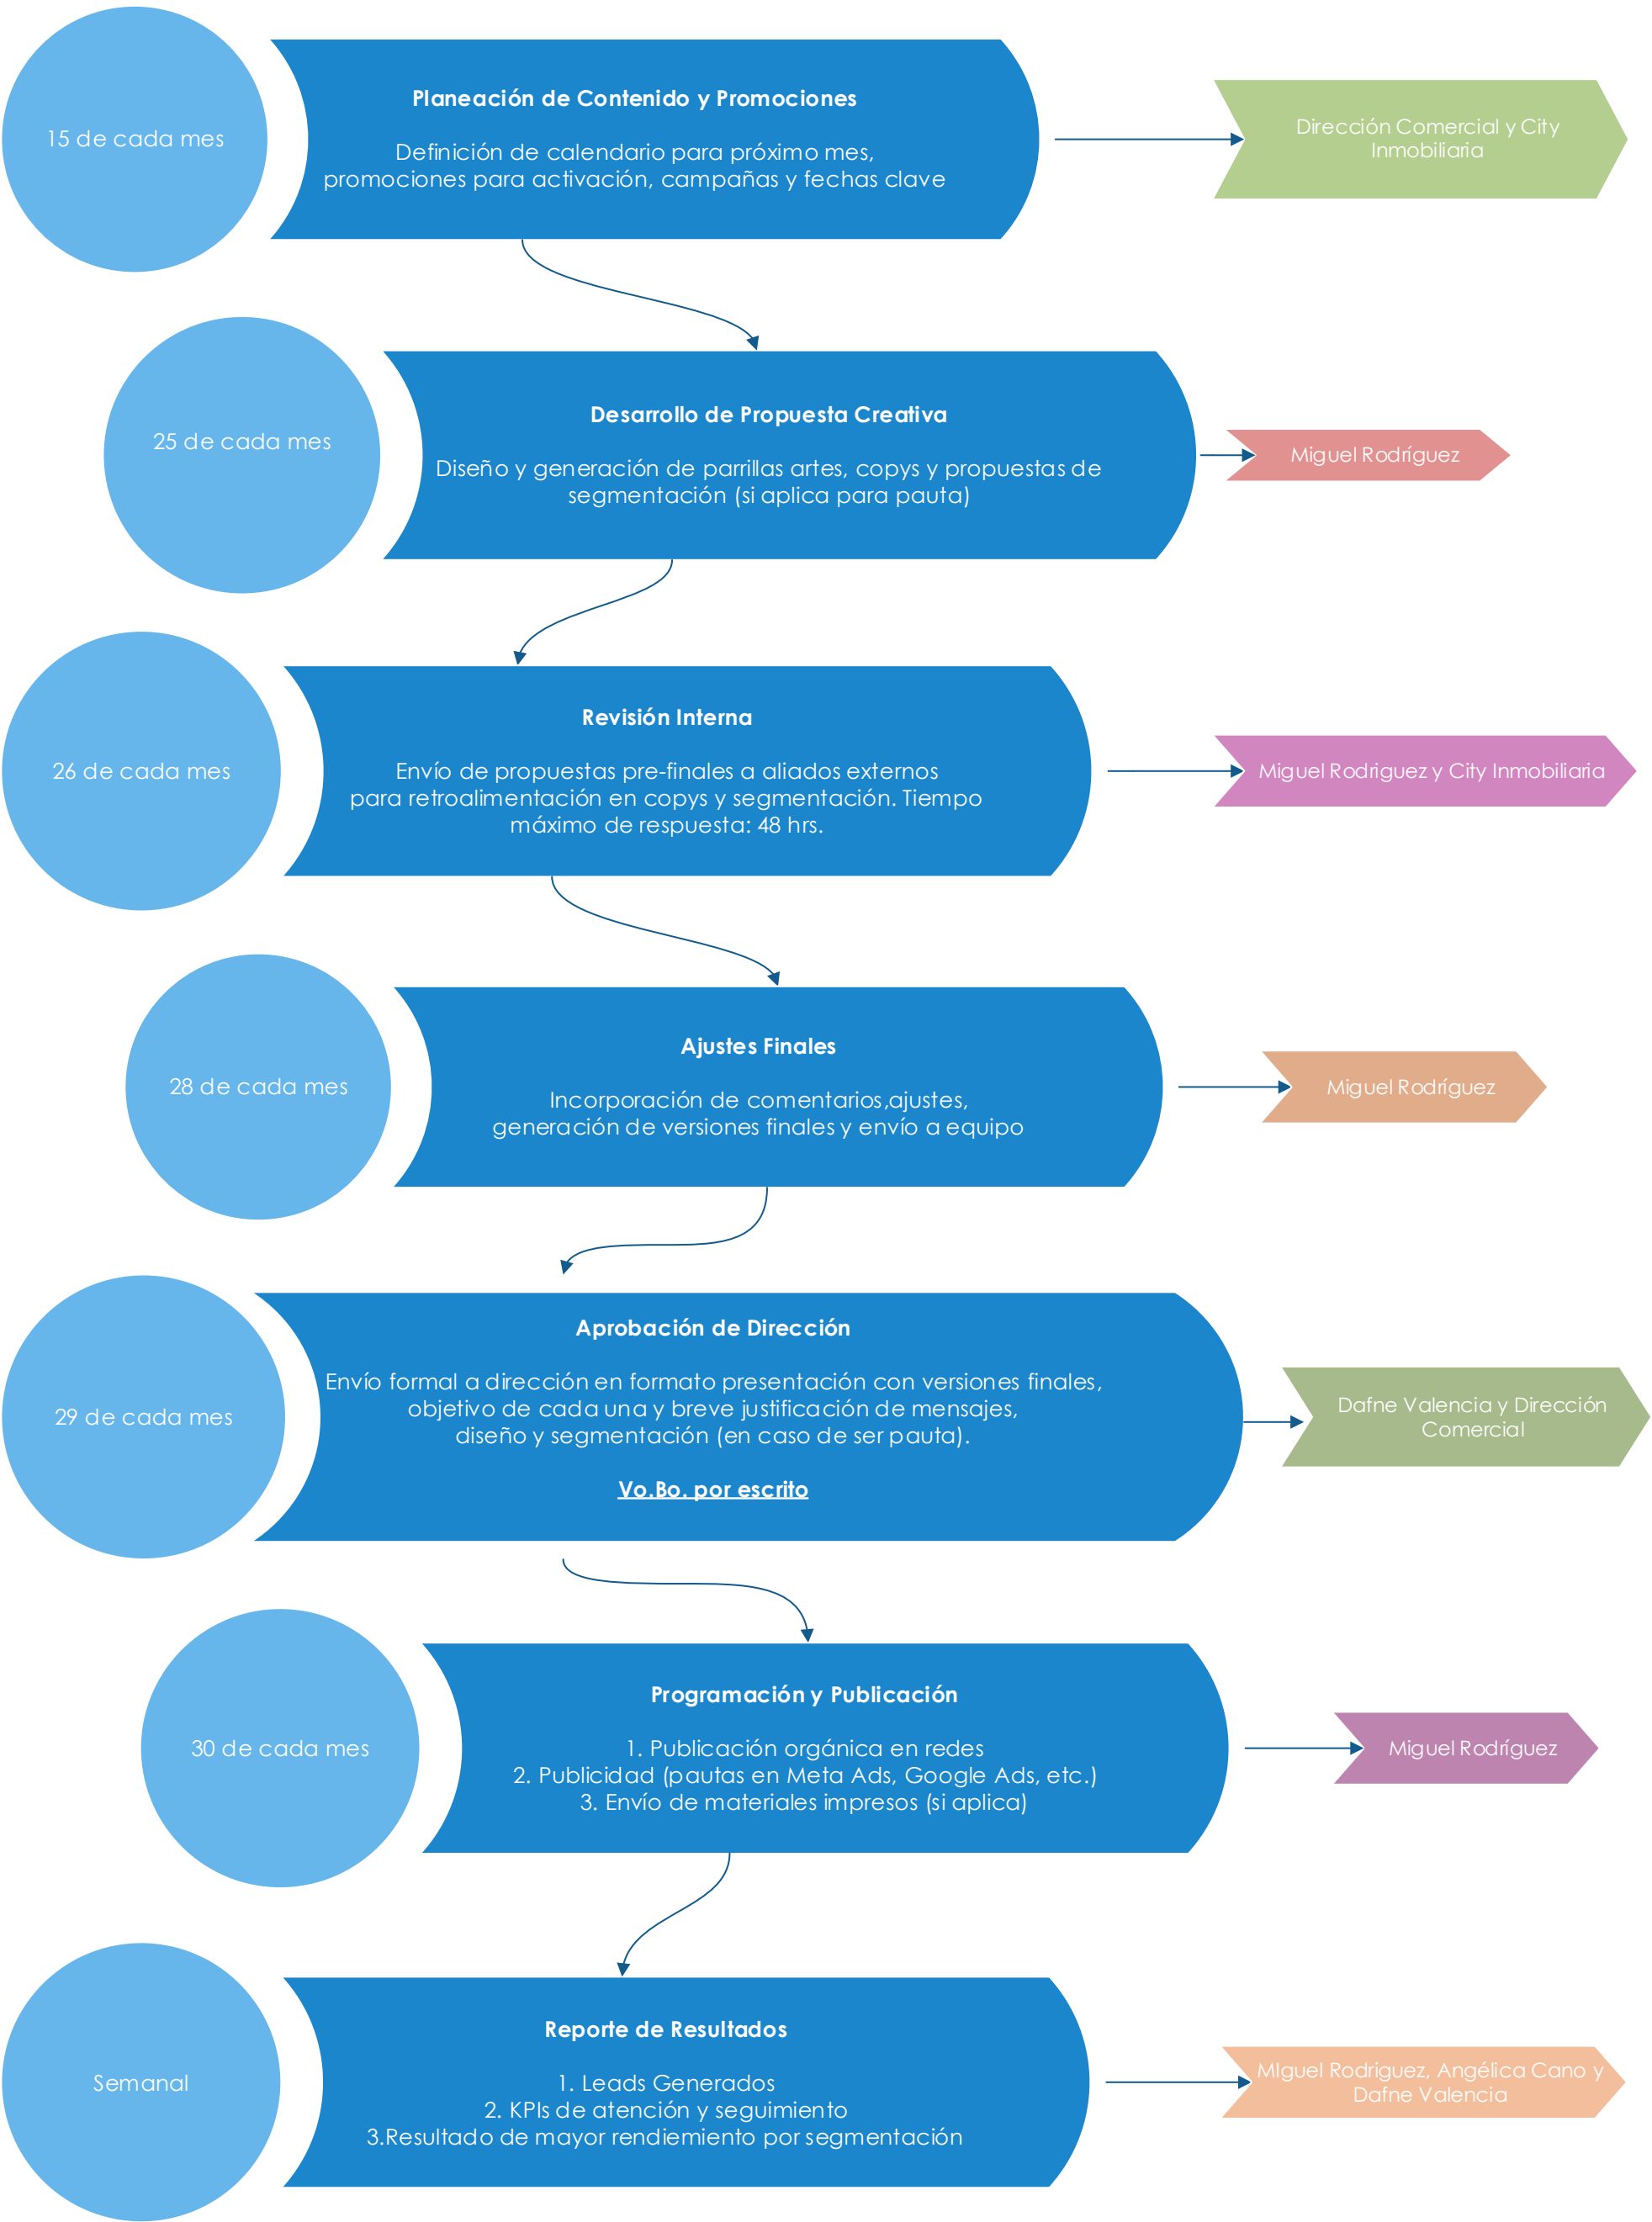 15 de cada mes
Planeación de Contenido y Promociones
Definición de calendario para próximo mes,
promociones para activación, campañas y fechas clave
Dirección Comercial y City
Inmobiliaria
25 de cada mes
Desarrollo de Propuesta Creativa
Diseño y generación de parrillas artes, copys y propuestas de
segmentación (si aplica para pauta)
Miguel Rodríguez
26 de cada mes
Revisión Interna
Envío de propuestas pre-finales a aliados externos
para retroalimentación en copys y segmentación. Tiempo
máximo de respuesta: 48 hrs.
Miguel Rodriguez y City Inmobiliaria
28 de cada mes
Ajustes Finales
Incorporación de comentarios,ajustes,
generación de versiones finales y envío a equipo
Miguel Rodríguez
29 de cada mes
Aprobación de Dirección
Envío formal a dirección en formato presentación con versiones finales,
objetivo de cada una y breve justificación de mensajes,
diseño y segmentación (en caso de ser pauta).
Vo.Bo. por escrito
Dafne Valencia y Dirección
Comercial
30 de cada mes
Programación y Publicación
1. Publicación orgánica en redes
2. Publicidad (pautas en Meta Ads, Google Ads, etc.)
3. Envío de materiales impresos (si aplica)
Miguel Rodríguez
Semanal
Reporte de Resultados
1. Leads Generados
2. KPIs de atención y seguimiento
3.Resultado de mayor rendiemiento por segmentación
MIguel Rodriguez, Angélica Cano y
Dafne Valencia